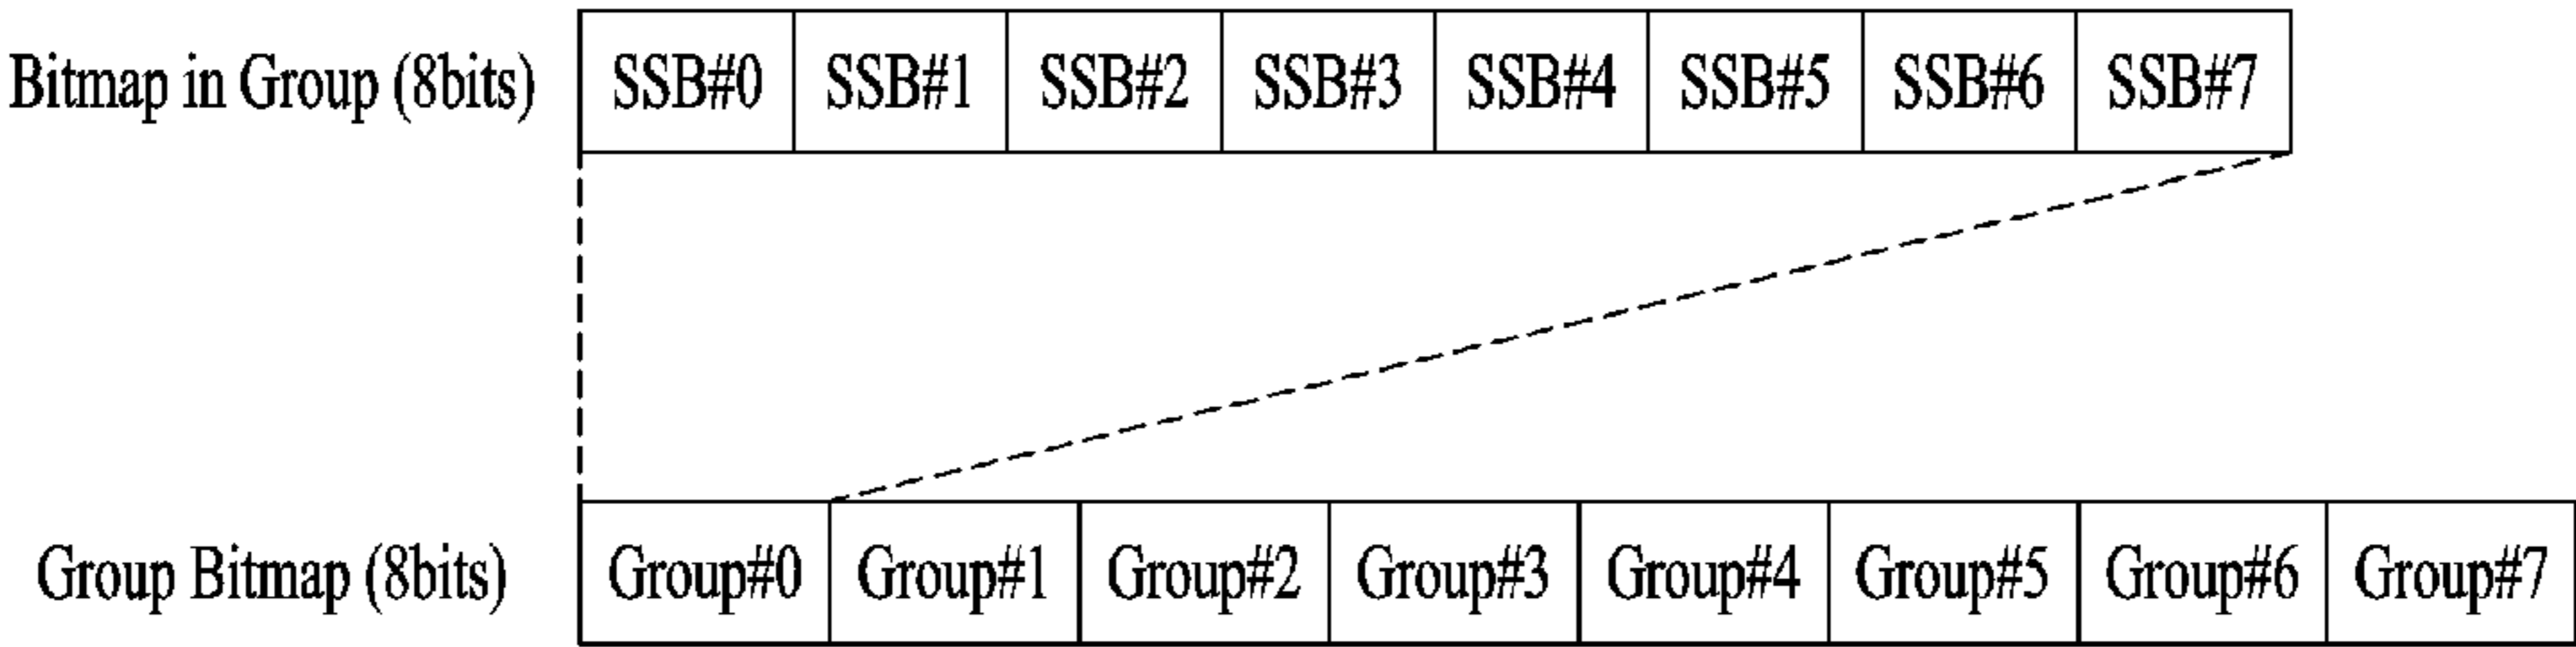 Bitmap in Group (8bits) SSB#0 SSB#1 SSB#2 SSB#3 SSB#4 SSB#5 SSB#6 SSB#7
Group Bitmap (8bits) Group#0 Group#1 Group#2 Group#3 Group#4 Group#5 Group#6 Group#7